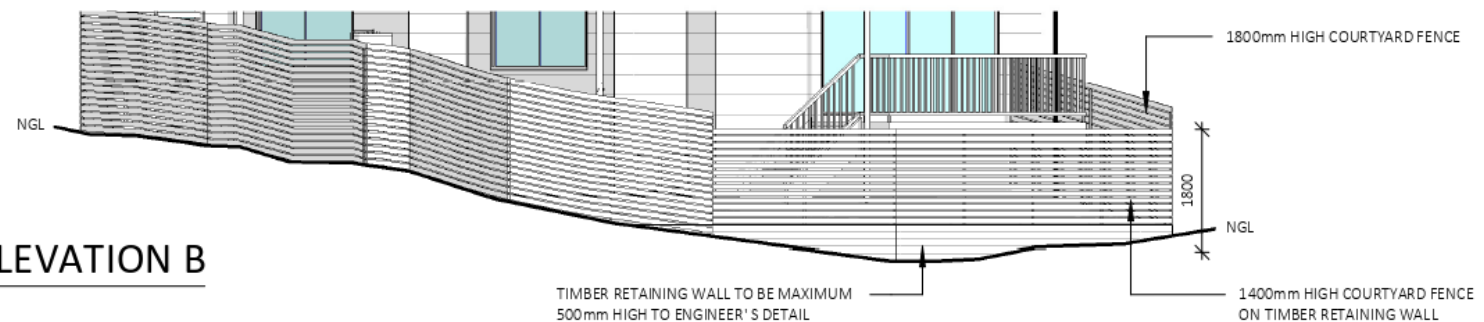 1800mm HIGH COURTYARD FENCE
NGL
1800
NGL
LEVATION B
TIMBER RETAINING WALL TO BE MAXIMUM
500mm HIGH TO ENGINEER'S DETAIL
1400mm HIGH COURTYARD FENCE
ON TIMBER RETAINING WALL